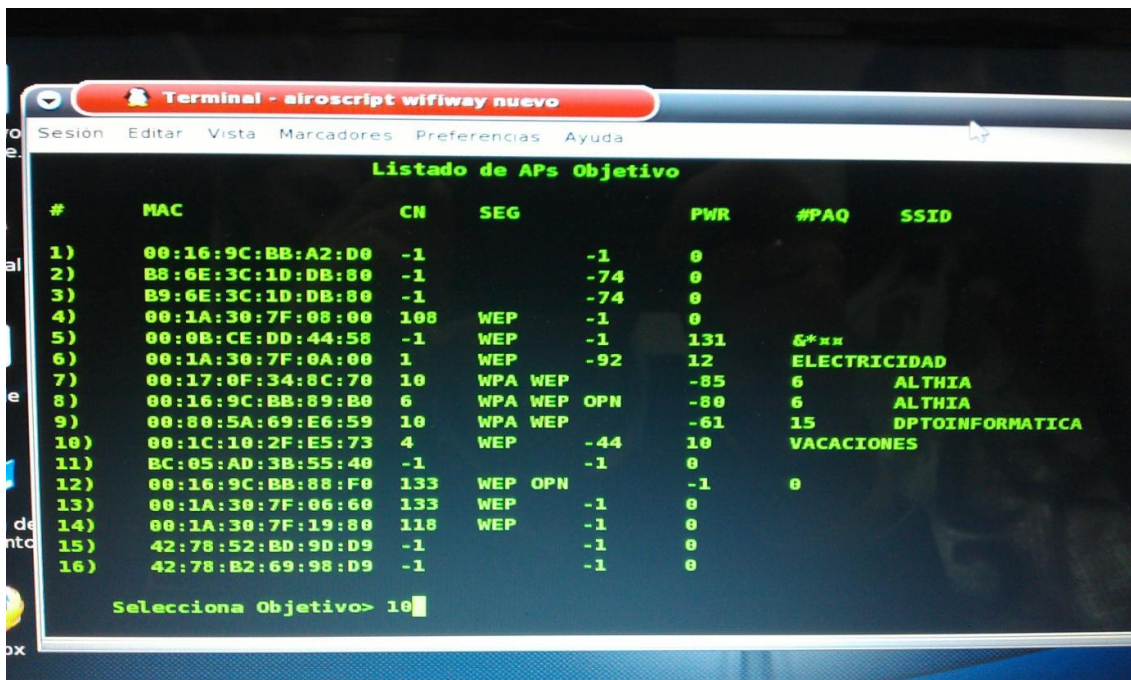 Terminal - airoscript wifiway nuevo
Sesión Editar Vista Marcadores Preferencias Ayuda
Listado de APs Objetivo
# MAC CN SEG PWR #PAQ SSID
1) 00:16:9C:BB:A2:D0 -1 -1 0
2) B8:6E:3C:1D:DB:80 -1 -74 0
3) B9:6E:3C:1D:DB:80 -1 -74 0
4) 00:1A:30:7F:08:00 108 WEP -1 0
5) 00:0B:CE:DD:44:58 -1 WEP -1 131 &*¤¤
6) 00:1A:30:7F:0A:00 1 WEP -92 12 ELECTRICIDAD
7) 00:17:0F:34:8C:70 10 WPA WEP -85 6 ALTHIA
8) 00:16:9C:BB:89:B0 6 WPA WEP OPN -80 6 ALTHIA
9) 00:80:5A:69:E6:59 10 WPA WEP -61 15 DPTOINFORMATICA
10) 00:1C:10:2F:E5:73 4 WEP -44 10 VACACIONES
11) BC:05:AD:3B:55:40 -1 -1 0
12) 00:16:9C:BB:88:F0 133 WEP OPN -1 0
13) 00:1A:30:7F:06:60 133 WEP -1 0
14) 00:1A:30:7F:19:80 118 WEP -1 0
15) 42:78:52:BD:9D:D9 -1 -1 0
16) 42:78:B2:69:98:D9 -1 -1 0
Selecciona Objetivo> 10